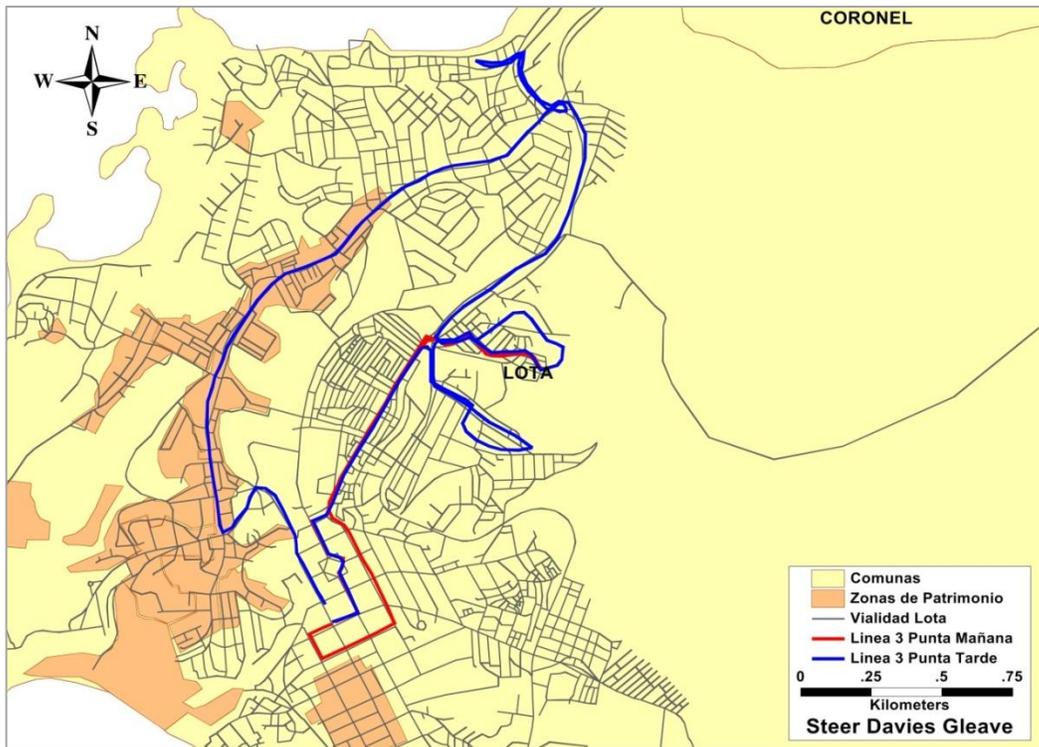 CORONEL
N
W E
S
LOTA
Comunas
Zonas de Patrimonio
Vialidad Lota
Linea 3 Punta Mañana
Linea 3 Punta Tarde
0 .25 .5 .75
Kilometers
Steer Davies Gleave